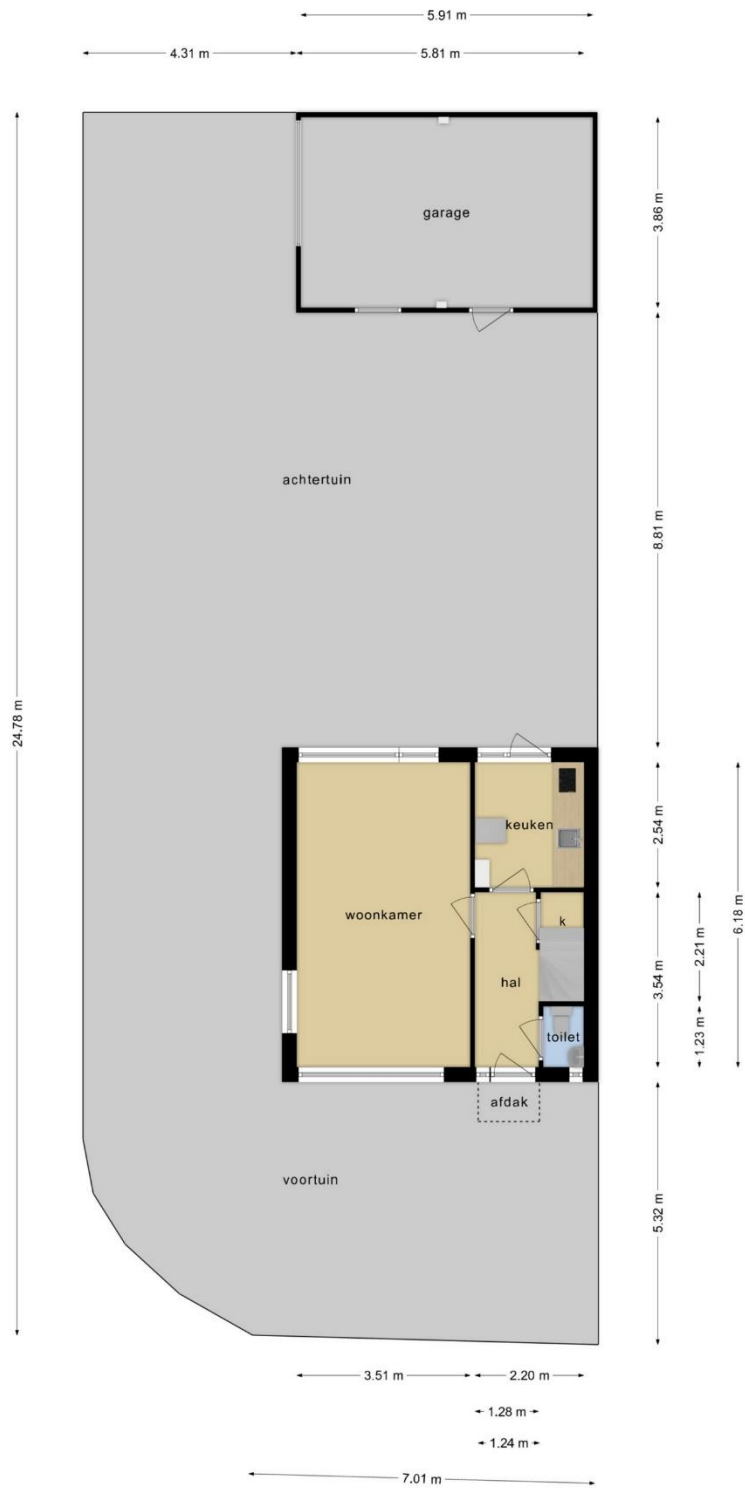 5.91 m
4.31 m
5.81 m
garage
3.86 m
achtertuin
8.81 m
24.78 m
keuken
2.54 m
woonkamer
k
hal
toilet
3.54 m
2.21 m
1.23 m
6.18 m
afdak
voortuin
5.32 m
3.51 m
2.20 m
1.28 m
1.24 m
7.01 m